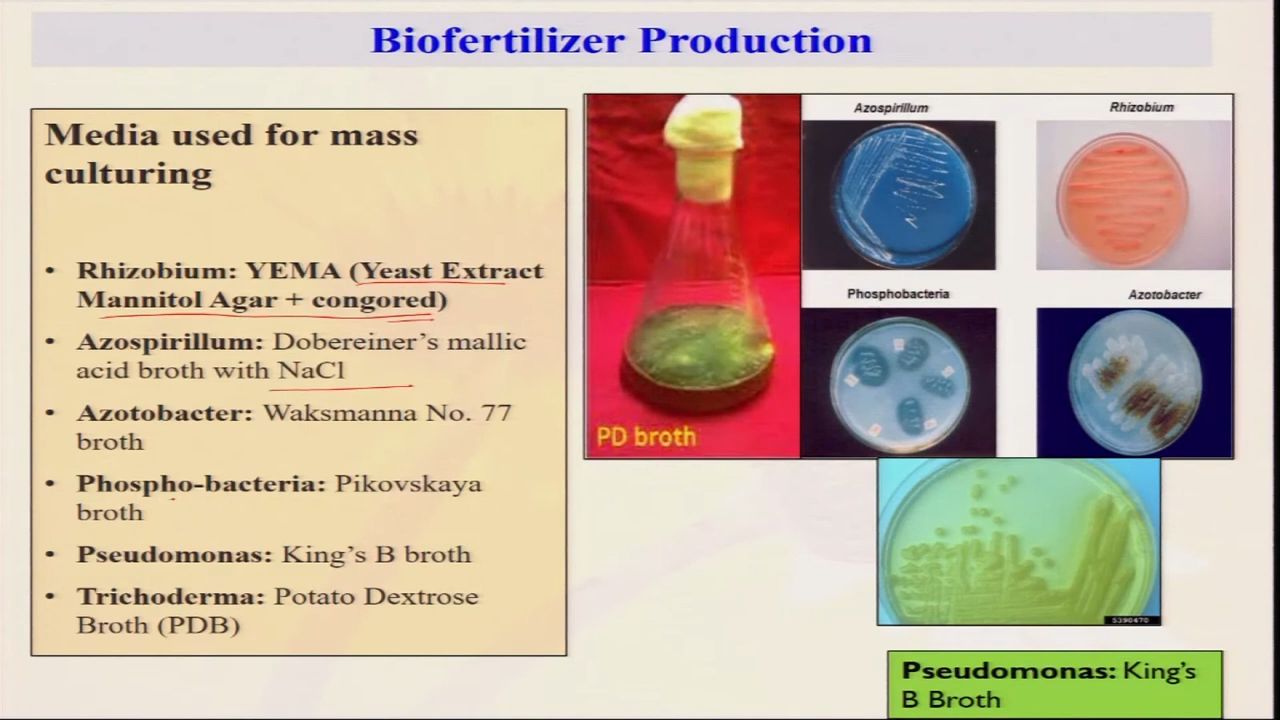 Biofertilizer Production
Media used for mass
culturing
• Rhizobium: YEMA (Yeast Extract
Mannitol Agar + congored)
• Azospirillum: Dobereiner's mallic
acid broth with NaCl
• Azotobacter: Waksmanna No. 77
broth
• Phospho-bacteria: Pikovskaya
broth
• Pseudomonas: King's B broth
• Trichoderma: Potato Dextrose
Broth (PDB)
PD broth
Azospirillum
Rhizobium
Phosphobacteria
Azotobacter
5390470
Pseudomonas: King's
B Broth